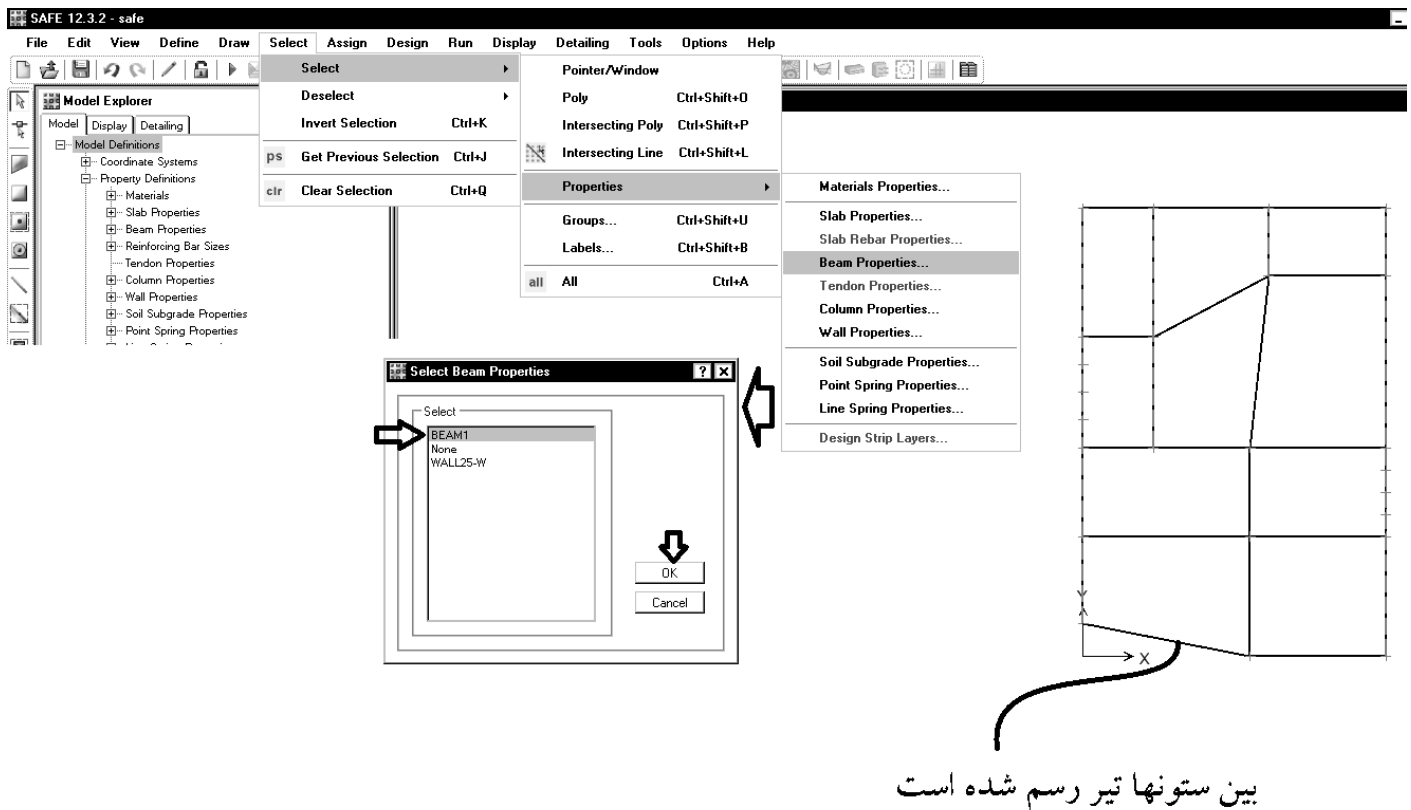 SAFE 12.3.2 - safe
File Edit View Define Draw Select Assign Design Run Display Detailing Tools Options Help
Model Explorer
Model Display Detailing
Model Definitions
Coordinate Systems
Property Definitions
Materials
Slab Properties
Beam Properties
Reinforcing Bar Sizes
Tendon Properties
Column Properties
Wall Properties
Soil Subgrade Properties
Point Spring Properties
Select
Deselect
Invert Selection Ctrl+K
ps Get Previous Selection Ctrl+J
clr Clear Selection Ctrl+Q
Pointer/Window
Poly Ctrl+Shift+O
Intersecting Poly Ctrl+Shift+P
Intersecting Line Ctrl+Shift+L
Properties
Groups... Ctrl+Shift+U
Labels... Ctrl+Shift+B
all All Ctrl+A
Materials Properties...
Slab Properties...
Slab Rebar Properties...
Beam Properties...
Tendon Properties...
Column Properties...
Wall Properties...
Soil Subgrade Properties...
Point Spring Properties...
Line Spring Properties...
Design Strip Layers...
Select Beam Properties
Select
BEAM1
None
WALL25-W
OK
Cancel
Y
X
بین ستونها تیر رسم شده است